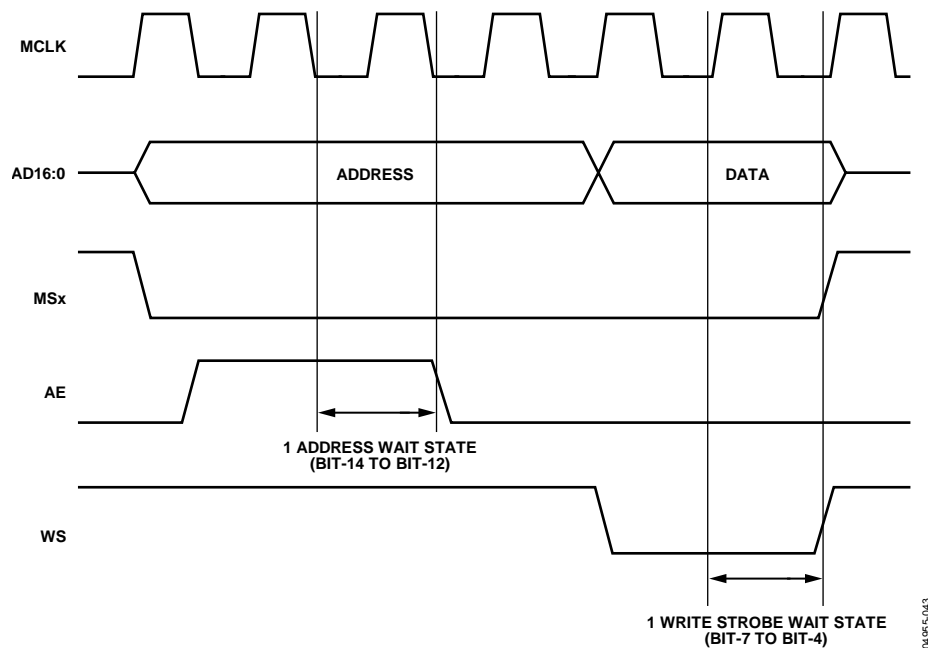 MCLK
AD16:0
ADDRESS
DATA
MSx
AE
1 ADDRESS WAIT STATE
(BIT-14 TO BIT-12)
WS
1 WRITE STROBE WAIT STATE
(BIT-7 TO BIT-4)
04955-043